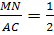 MN/AC = 1/2